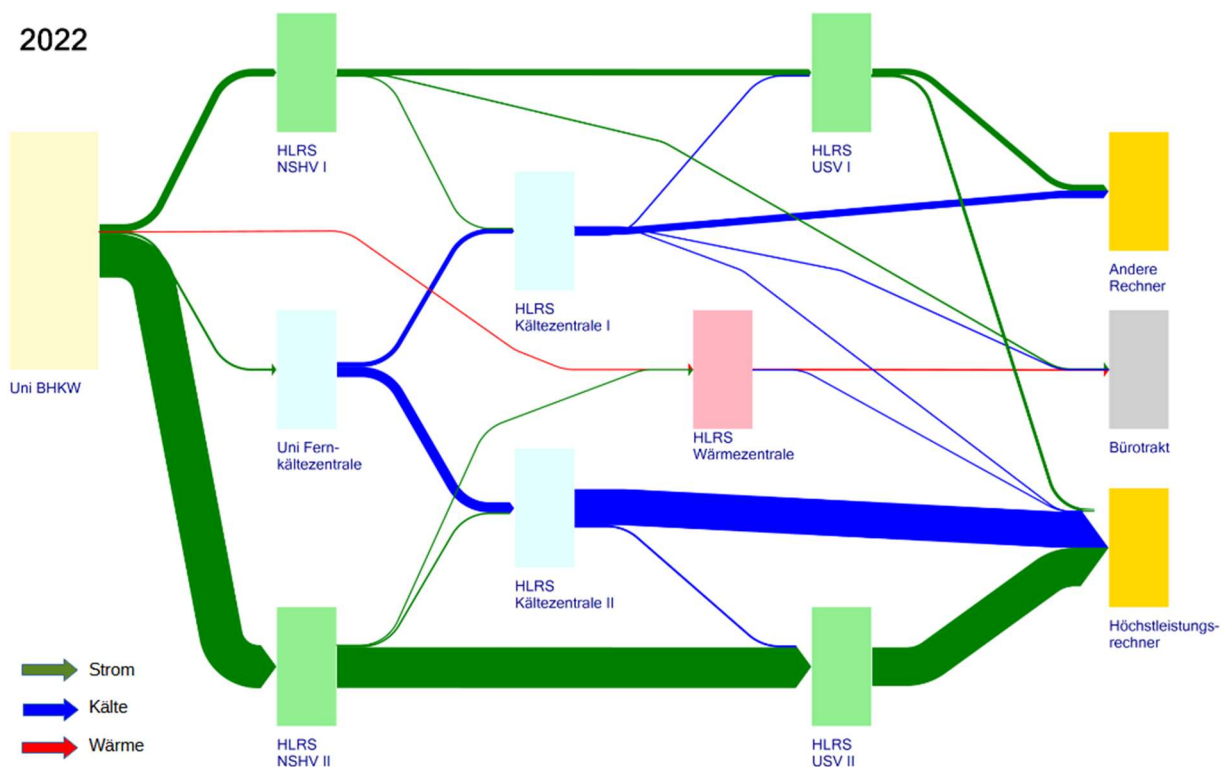 2022
HLRS
NSHV I
HLRS
USV I
HLRS
Kältezentrale I
Andere
Rechner
Uni BHKW
Uni Fern-
kältezentrale
HLRS
Wärmezentrale
Bürotrakt
HLRS
Kältezentrale II
Höchstleistungs-
rechner
Strom
Kälte
Wärme
HLRS
NSHV II
HLRS
USV II